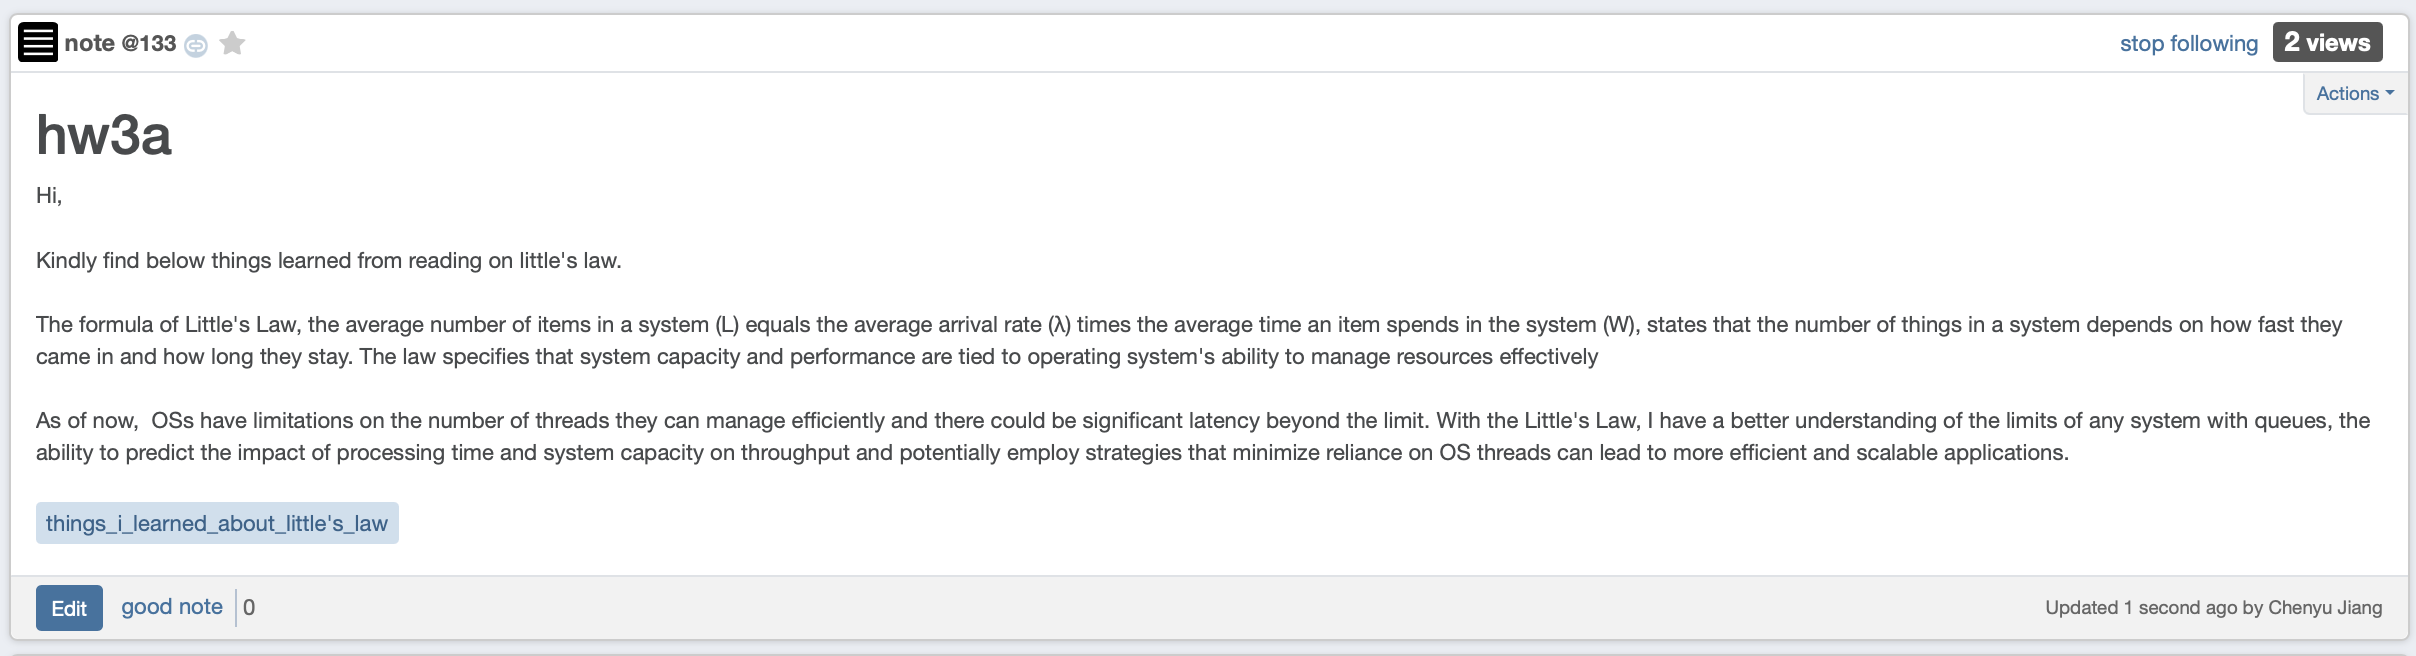 note @133
stop following
2 views
Actions
hw3a
Hi,
Kindly find below things learned from reading on little's law.
The formula of Little's Law, the average number of items in a system (L) equals the average arrival rate (λ) times the average time an item spends in the system (W), states that the number of things in a system depends on how fast they
came in and how long they stay. The law specifies that system capacity and performance are tied to operating system's ability to manage resources effectively
As of now,  OSs have limitations on the number of threads they can manage efficiently and there could be significant latency beyond the limit. With the Little's Law, I have a better understanding of the limits of any system with queues, the
ability to predict the impact of processing time and system capacity on throughput and potentially employ strategies that minimize reliance on OS threads can lead to more efficient and scalable applications.
things_i_learned_about_little's_law
Edit
good note
0
Updated 1 second ago by Chenyu Jiang